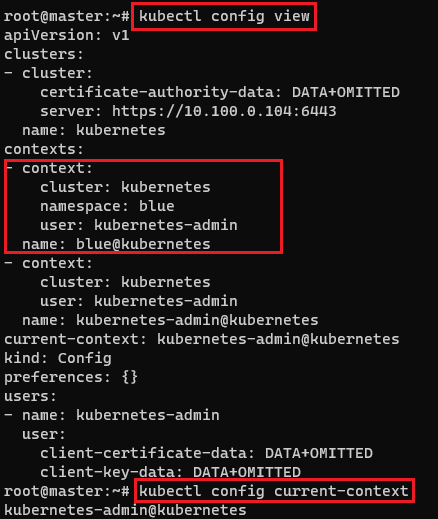 root@master:~# kubectl config view
apiVersion: v1
clusters:
- cluster:
    certificate-authority-data: DATA+OMITTED
    server: https://10.100.0.104:6443
  name: kubernetes
contexts:
- context:
    cluster: kubernetes
    namespace: blue
    user: kubernetes-admin
  name: blue@kubernetes
- context:
    cluster: kubernetes
    user: kubernetes-admin
  name: kubernetes-admin@kubernetes
current-context: kubernetes-admin@kubernetes
kind: Config
preferences: {}
users:
- name: kubernetes-admin
  user:
    client-certificate-data: DATA+OMITTED
    client-key-data: DATA+OMITTED
root@master:~# kubectl config current-context
kubernetes-admin@kubernetes